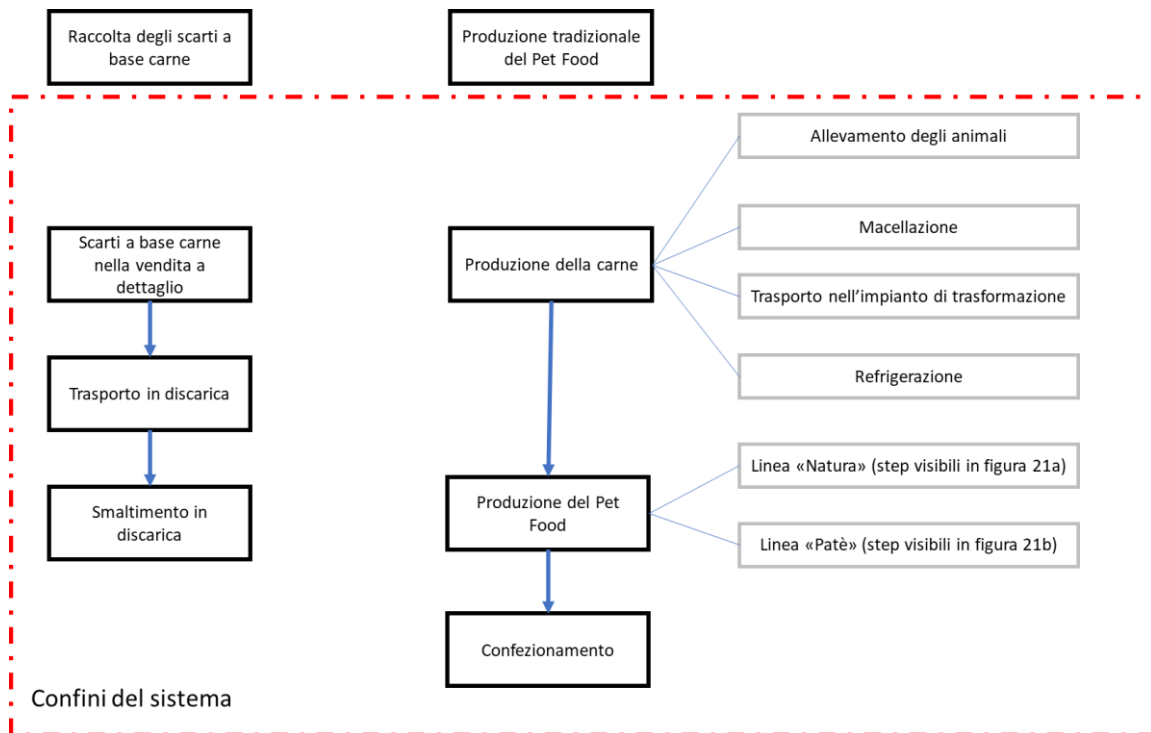 Raccolta degli scarti a
base carne
Produzione tradizionale
del Pet Food
Allevamento degli animali
Scarti a base carne
nella vendita a
dettaglio
Produzione della carne
Macellazione
Trasporto nell'impianto di trasformazione
Refrigerazione
Trasporto in discarica
Linea «Natura» (step visibili in figura 21a)
Smaltimento in
discarica
Produzione del Pet
Food
Linea «Patè» (step visibili in figura 21b)
Confezionamento
Confini del sistema